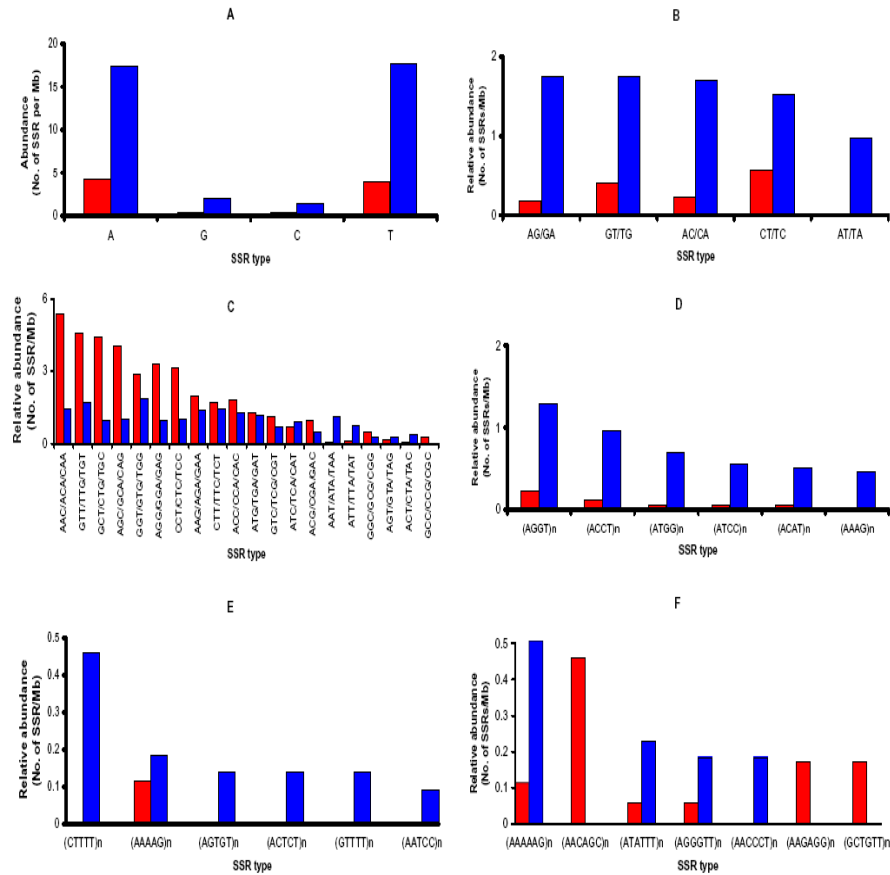 A
Abundance
(No. of SSR per Mb)
20
15
10
5
0
A G C T
SSR type
B
Relative abundance
(No. of SSRs/Mb)
2
1
0
AG/GA GT/TG AC/CA CT/TC AT/TA
SSR type
C
Relative abundance
(No. of SSR/Mb)
6
3
0
AAC/ACA/CAA
GTT/TTG/TGT
GCT/CTG/TGC
AGC/GCA/CAG
GGT/GTG/TGG
AGG/GGA/GAG
CCT/CTC/TCC
AAG/AGA/GAA
CTT/TTC/TCT
ACC/CCA/CAC
ATG/TGA/GAT
GTC/TCG/CGT
ATC/TCA/CAT
ACG/CGA/GAC
AAT/ATA/TAA
ATT/TTA/TAT
GGC/GCG/CGG
AGT/GTA/TAG
ACT/CTA/TAC
GCC/CCG/CGC
SSR type
D
Relative abundance
(No. of SSRs/Mb)
2
1
0
(AGGT)n (ACCT)n (ATGG)n (ATCC)n (ACAT)n (AAAG)n
SSR type
E
Relative abundance
(No. of SSR/Mb)
0.5
0.4
0.3
0.2
0.1
0
(CTTTT)n (AAAAG)n (AGTGT)n (ACTCT)n (GTTTT)n (AATCC)n
SSR type
F
Relative abundance
(No. of SSRs/Mb)
0.5
0.4
0.3
0.2
0.1
0
(AAAAAG)n (AACAGC)n (ATATTT)n (AGGGTT)n (AACCCT)n (AAGAGG)n (GCTGTT)n
SSR type